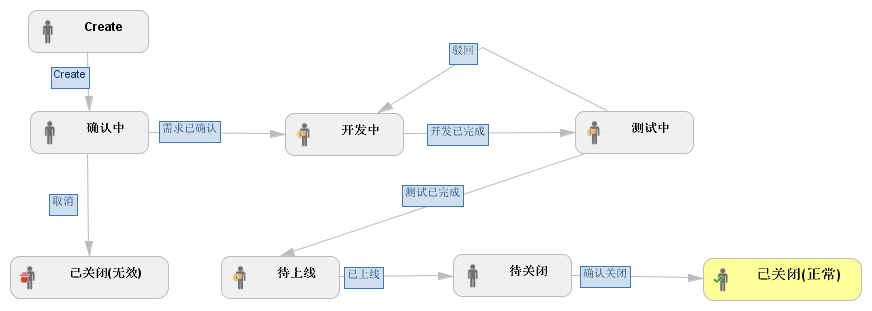 Create
Create
驳回
确认中
需求已确认
开发中
开发已完成
测试中
取消
测试已完成
已关闭(无效)
待上线
已上线
待关闭
确认关闭
已关闭(正常)